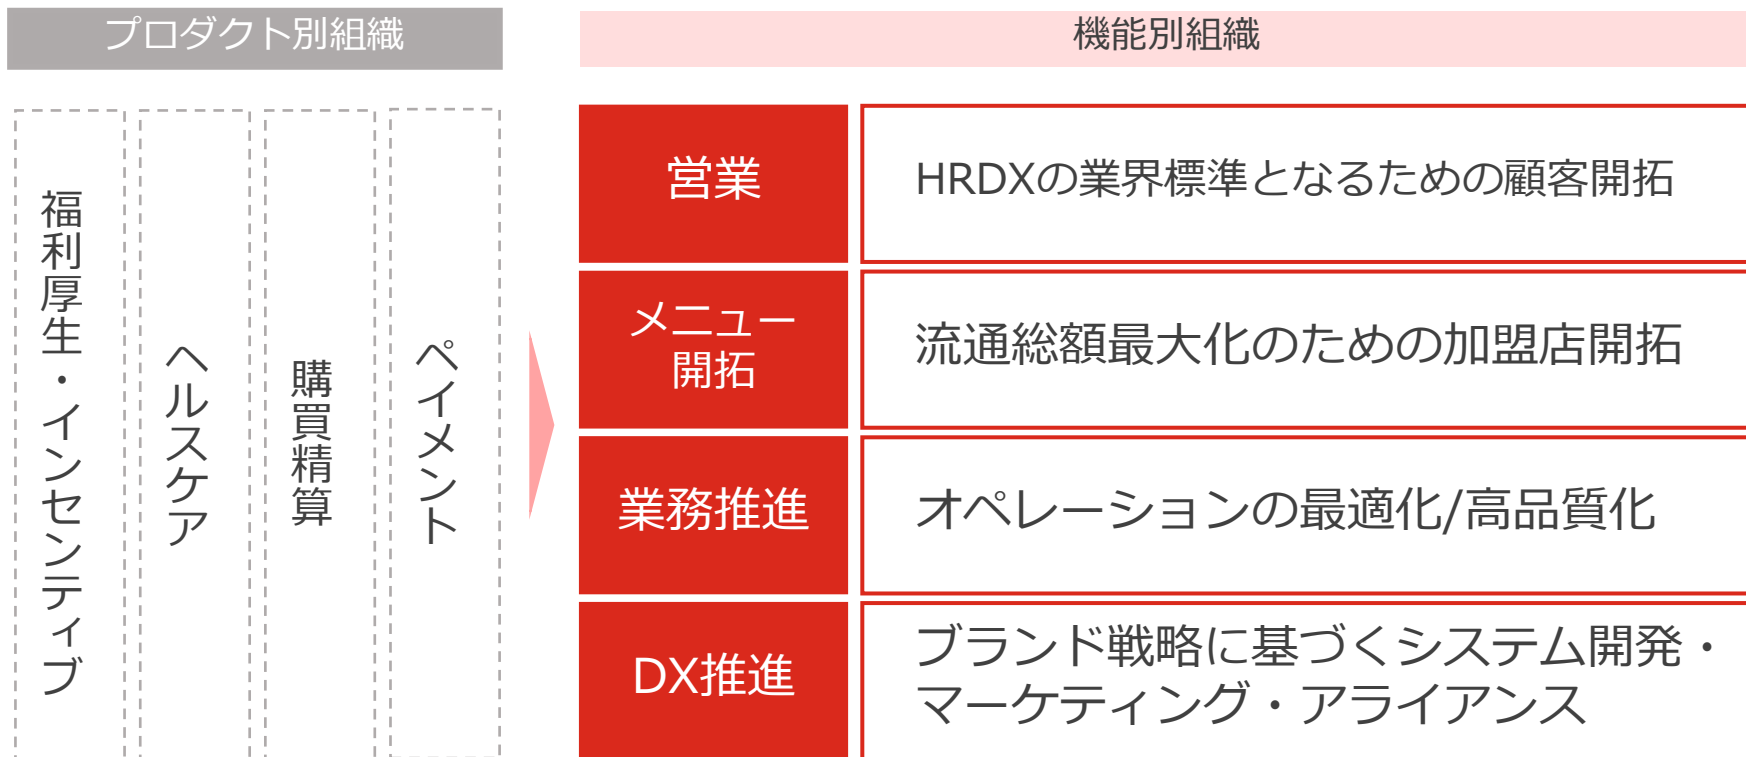 プロダクト別組織
機能別組織
福利厚生・インセンティブ
ヘルスケア
購買精算
ペイメント
営業
HRDXの業界標準となるための顧客開拓
メニュー
開拓
流通総額最大化のための加盟店開拓
業務推進
オペレーションの最適化/高品質化
DX推進
ブランド戦略に基づくシステム開発・
マーケティング・アライアンス